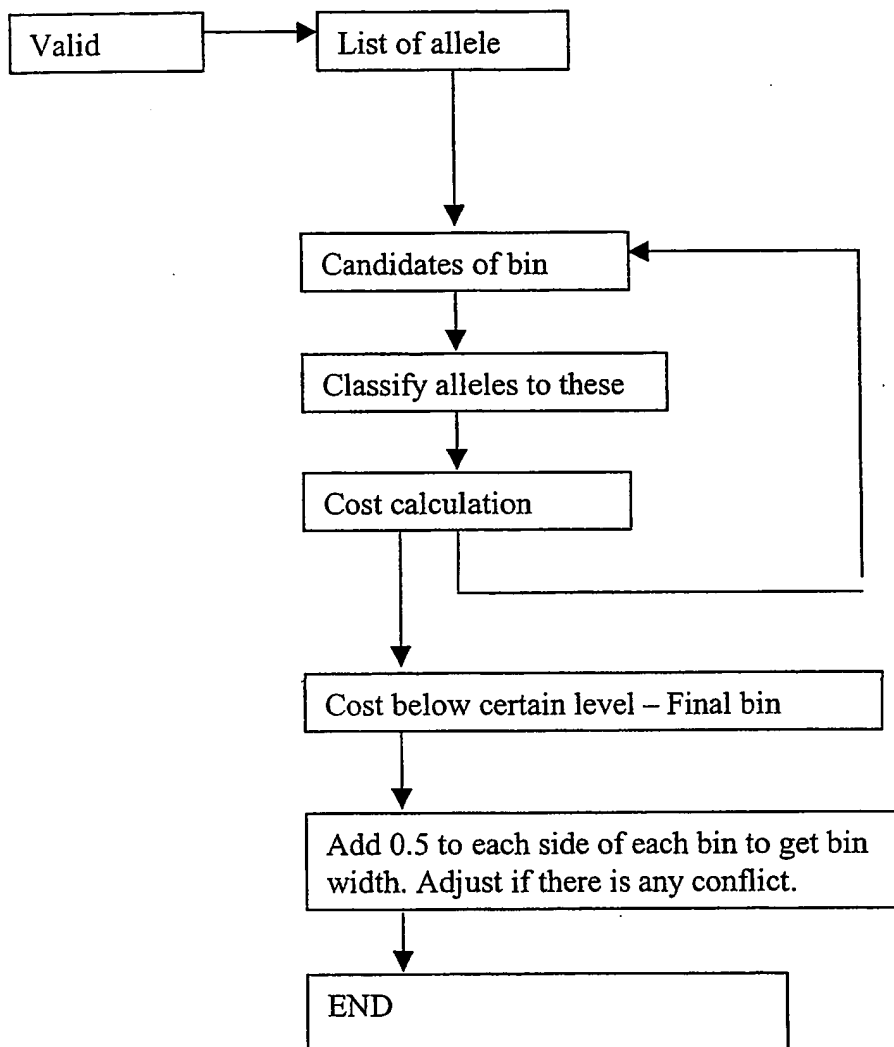 Valid
List of allele
Candidates of bin
Classify alleles to these
Cost calculation
Cost below certain level – Final bin
Add 0.5 to each side of each bin to get bin
width. Adjust if there is any conflict.
END